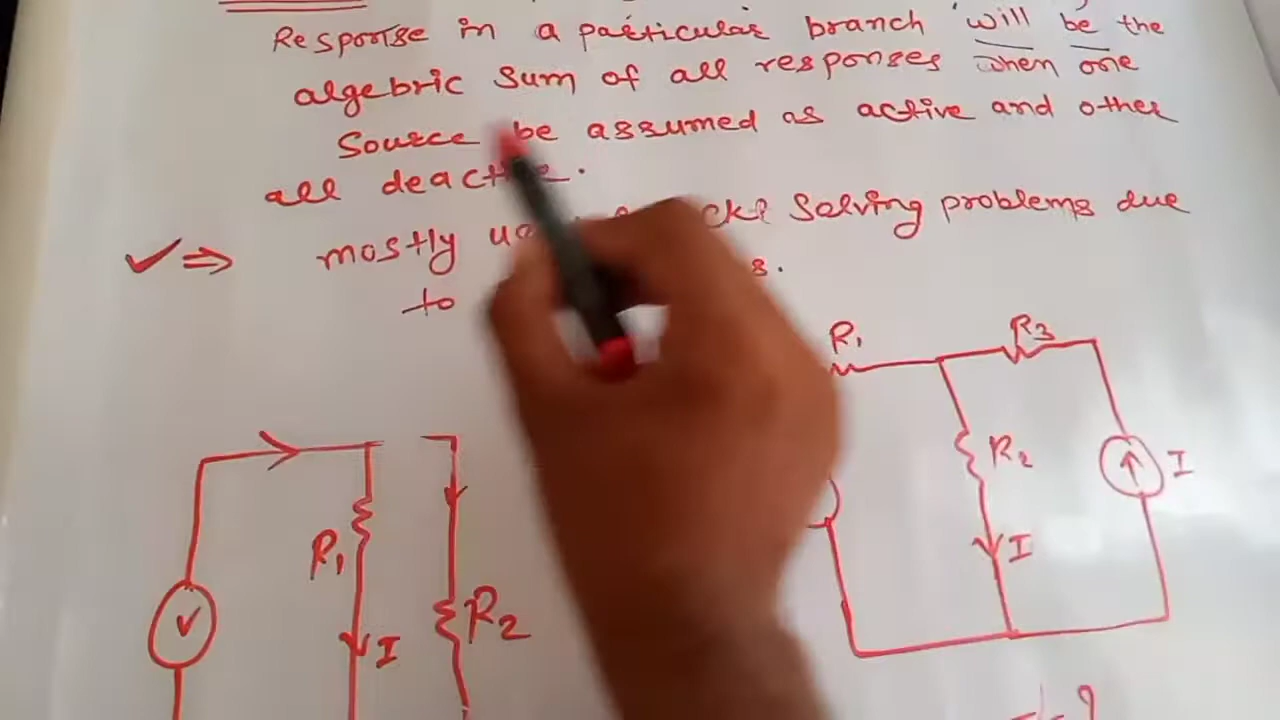 Response in a particular branch will be the
algebric sum of all responses when one
Source be assumed as active and other
all
mostly Solving problems due
to
R1
R3
R2
I
I
R1
R2
V
I